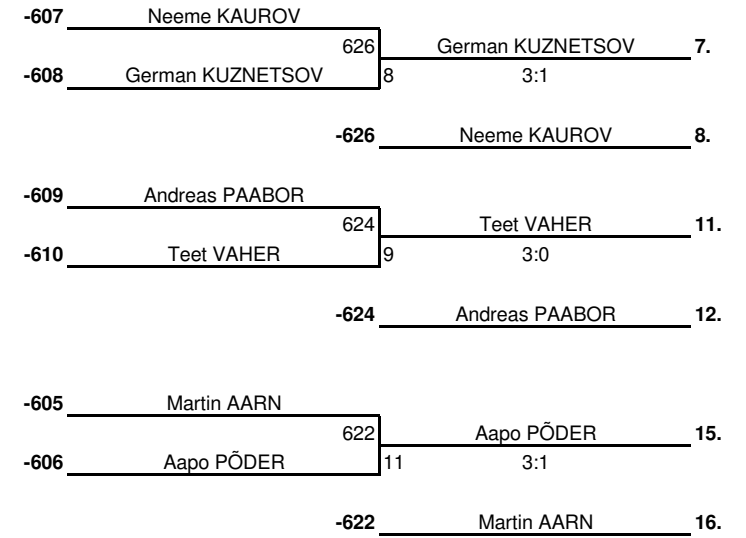 -607 Neeme KAUROV
626 German KUZNETSOV 7.
-608 German KUZNETSOV 8 3:1
-626 Neeme KAUROV 8.
-609 Andreas PAABOR
624 Teet VAHER 11.
-610 Teet VAHER 9 3:0
-624 Andreas PAABOR 12.
-605 Martin AARN
622 Aapo PÕDER 15.
-606 Aapo PÕDER 11 3:1
-622 Martin AARN 16.